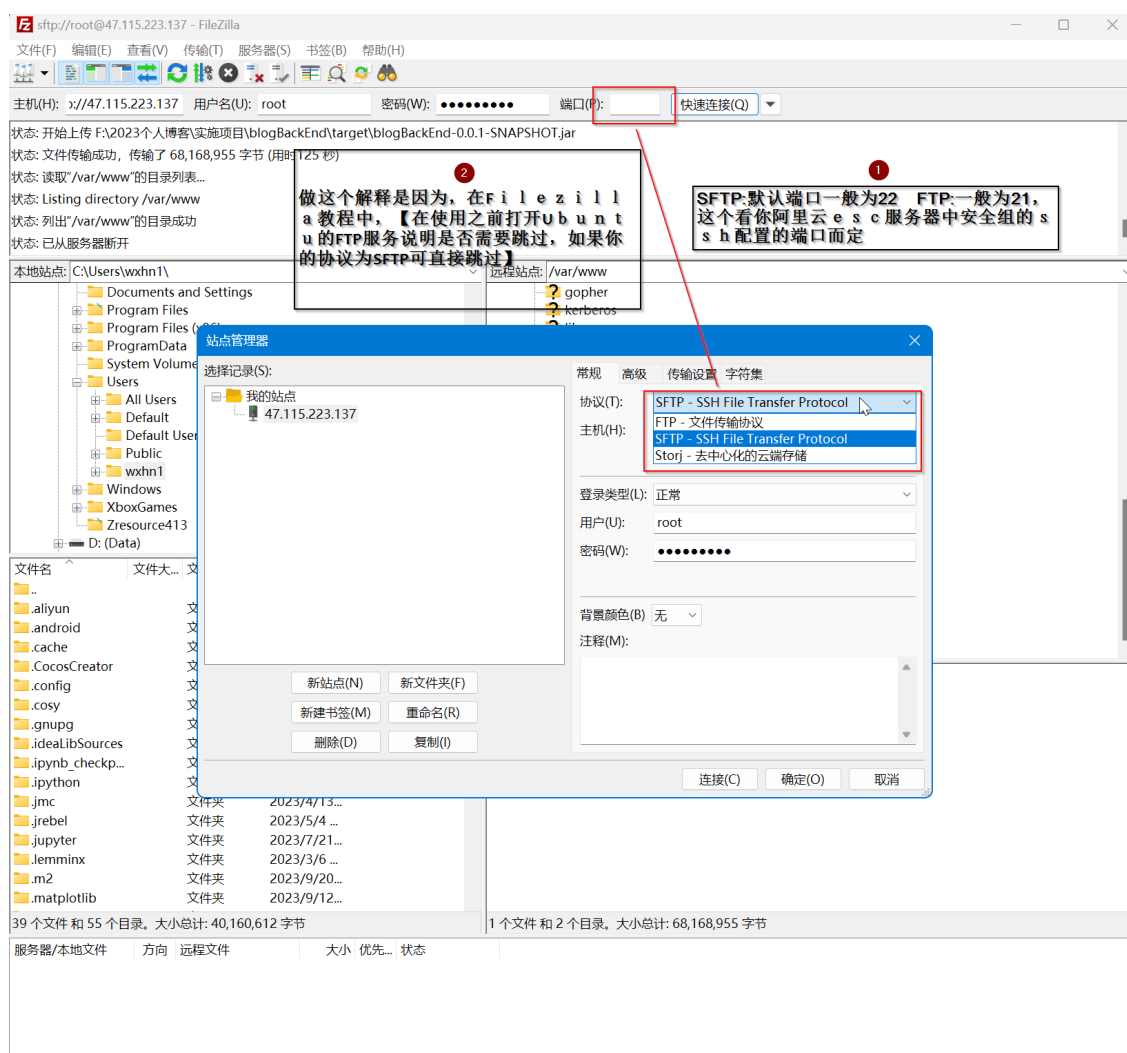 sftp://root@47.115.223.137 - FileZilla
文件(F) 编辑(E) 查看(V) 传输(T) 服务器(S) 书签(B) 帮助(H)
主机(H): ›://47.115.223.137 用户名(U): root 密码(W): ●●●●●●●●● 端口(P): 快速连接(Q)
状态: 开始上传 F:\2023个人博客\实施项目\blogBackEnd\target\blogBackEnd-0.0.1-SNAPSHOT.jar
状态: 文件传输成功，传输了 68,168,955 字节 (用时125 秒)
状态: 读取"/var/www"的目录列表...
状态: Listing directory /var/www
状态: 列出"/var/www"的目录成功
状态: 已从服务器断开
2
做这个解释是因为，在Filezill
a教程中，【在使用之前打开Ubunt
u的FTP服务说明是否需要跳过，如果你
的协议为SFTP可直接跳过】
1
SFTP:默认端口一般为22 FTP:一般为21，
这个看你阿里云esc服务器中安全组的s
sh配置的端口而定
本地站点: C:\Users\wxhn1\
Documents and Settings
Program Files
Program Files (
ProgramData
System Volume
Users
All Users
Default
Default User
Public
wxhn1
Windows
XboxGames
Zresource413
D: (Data)
远程站点: /var/www
gopher
kerberos
站点管理器
选择记录(S):
我的站点
47.115.223.137
新站点(N) 新文件夹(F)
新建书签(M) 重命名(R)
删除(D) 复制(I)
常规 高级 传输设置 字符集
协议(T): SFTP - SSH File Transfer Protocol
FTP - 文件传输协议
主机(H):
SFTP - SSH File Transfer Protocol
Storj - 去中心化的云端存储
登录类型(L): 正常
用户(U): root
密码(W): ●●●●●●●●●
背景颜色(B) 无
注释(M):
连接(C) 确定(O) 取消
文件名 文件大... 文
..
.aliyun 文
.android 文
.cache 文
.CocosCreator 文
.config 文
.cosy 文
.gnupg 文
.ideaLibSources 文
.ipynb_checkp... 文
.ipython 文
.jmc 文件夹 2023/4/13...
.jrebel 文件夹 2023/5/4 ...
.jupyter 文件夹 2023/7/21...
.lemminx 文件夹 2023/3/6 ...
.m2 文件夹 2023/9/20...
.matplotlib 文件夹 2023/9/12...
39 个文件 和 55 个目录。大小总计: 40,160,612 字节
1 个文件 和 2 个目录。大小总计: 68,168,955 字节
服务器/本地文件 方向 远程文件 大小 优先... 状态